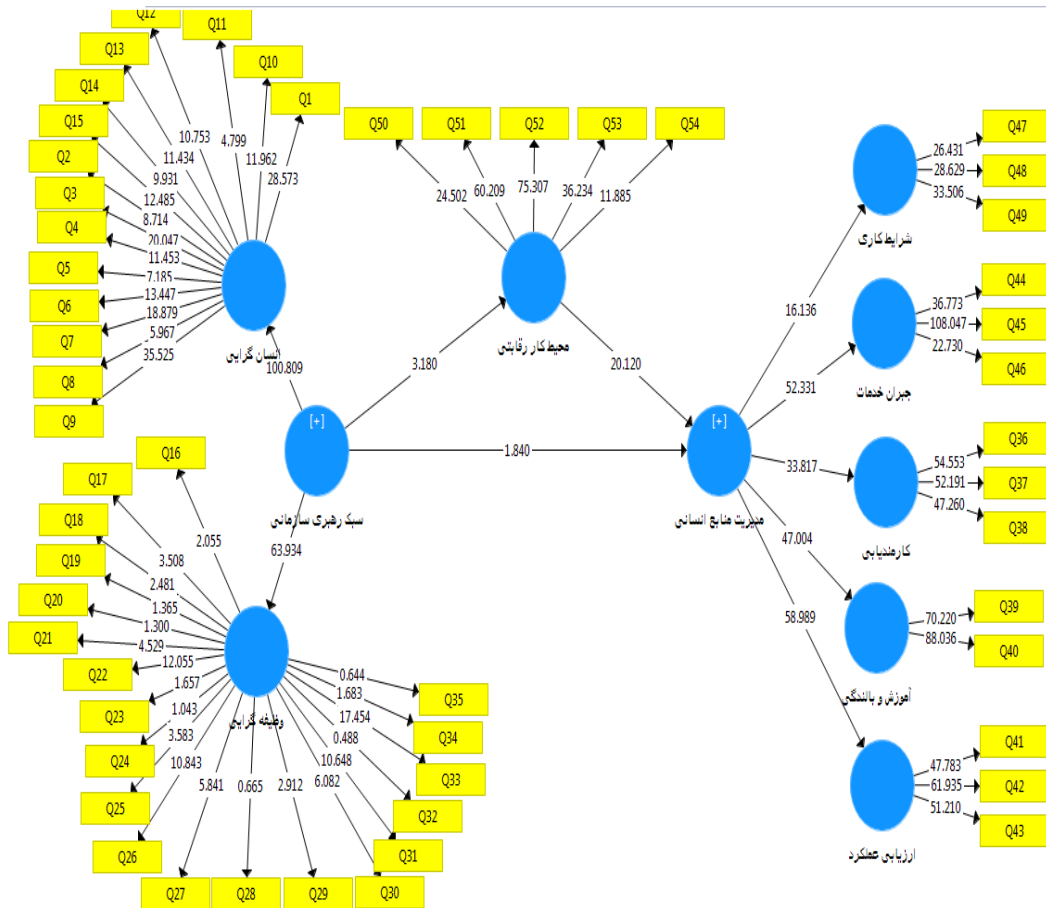 Q12
Q11
Q13
Q10
Q14
Q1
Q15
Q2
Q3
Q4
Q5
Q6
Q7
Q8
Q9
10.753
4.799
11.962
28.573
11.434
9.931
12.485
8.714
20.047
11.453
7.185
13.447
18.879
5.967
35.525
انسان گرایی
100.809
Q50
Q51
Q52
Q53
Q54
24.502
60.209
75.307
36.234
11.885
محیط کار رقابتی
3.180
20.120
[+]
سبک رهبری سازمانی
1.840
63.934
[+]
مدیریت منابع انسانی
16.136
52.331
33.817
47.004
58.989
Q47
Q48
Q49
26.431
28.629
33.506
شرایط کاری
Q44
Q45
Q46
36.773
108.047
22.730
جبران خدمات
Q36
Q37
Q38
54.553
52.191
47.260
کارمندیابی
Q39
Q40
70.220
88.036
آموزش و بالندگی
Q41
Q42
Q43
47.783
61.935
51.210
ارزیابی عملکرد
Q16
Q17
Q18
Q19
Q20
Q21
Q22
Q23
Q24
Q25
Q26
Q27
Q28
Q29
Q30
Q31
Q32
Q33
Q34
Q35
2.055
3.508
2.481
1.365
1.300
4.529
12.055
1.657
1.043
3.583
10.843
5.841
0.665
2.912
6.082
10.648
0.488
17.454
1.683
0.644
وظیفه گرایی